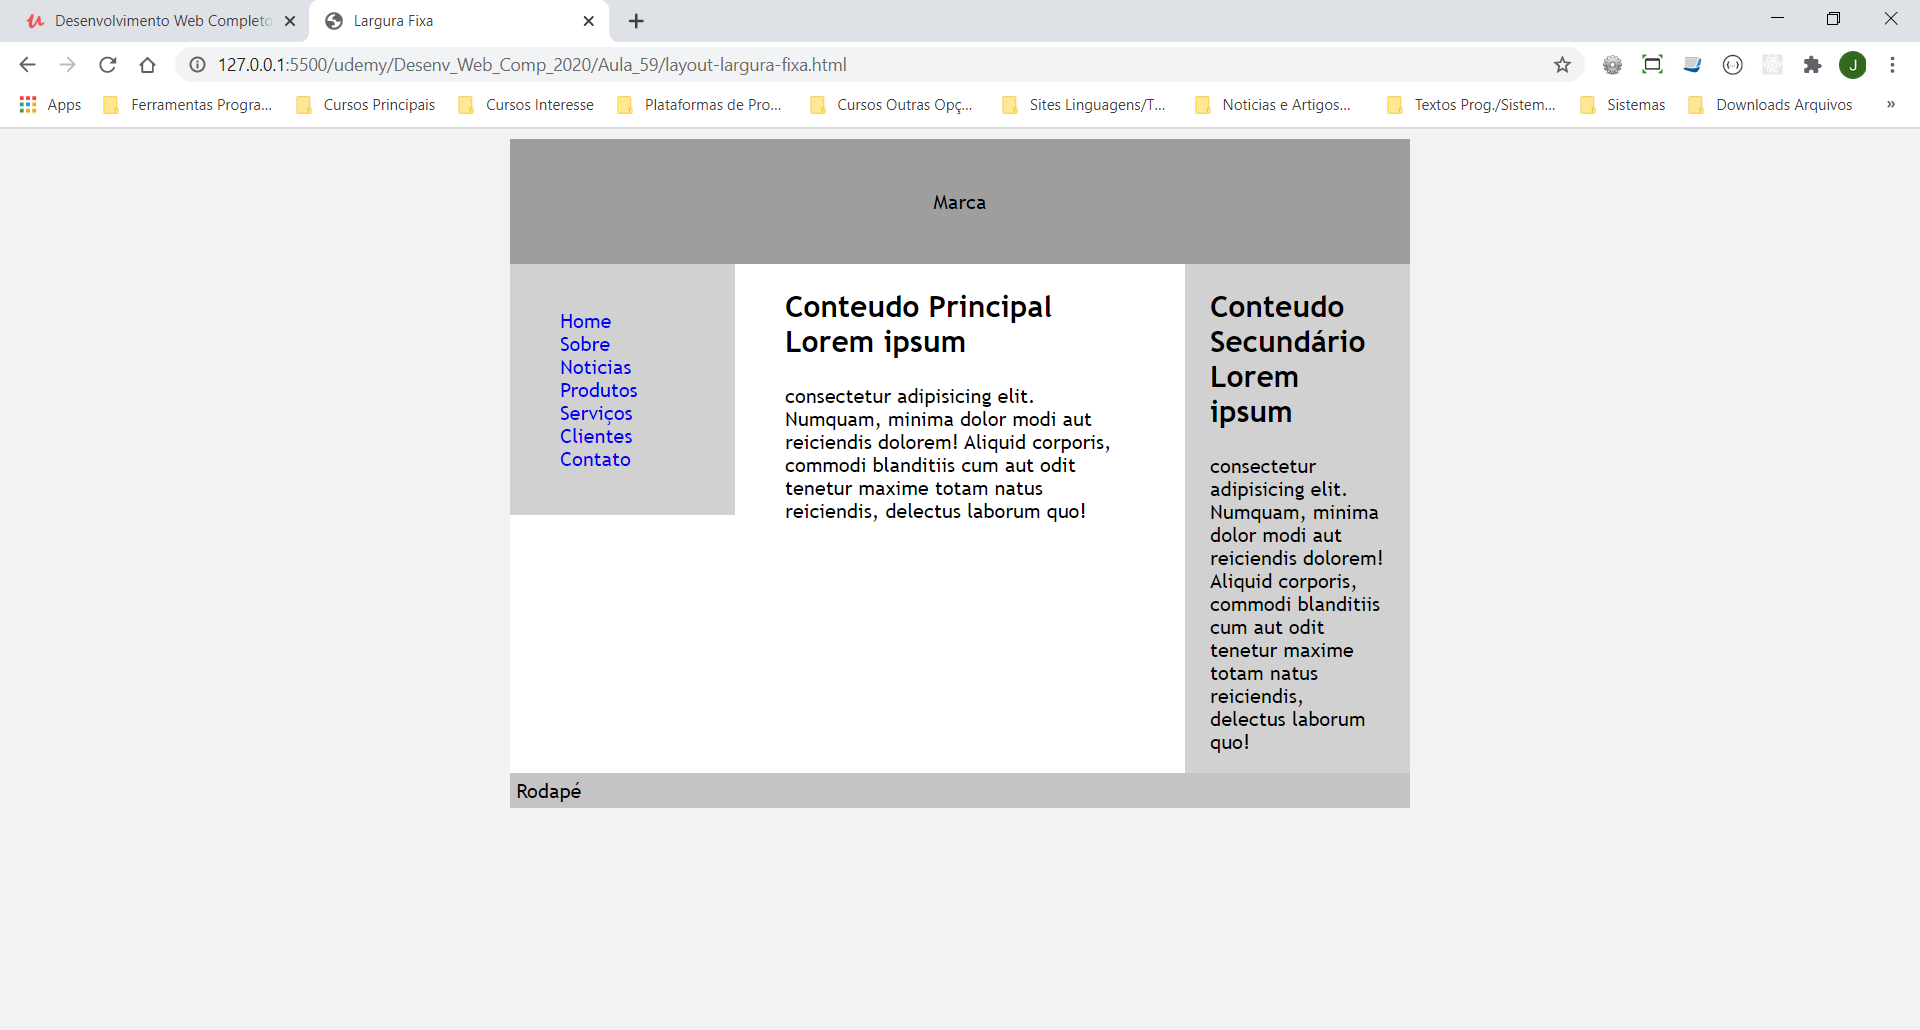 Desenvolvimento Web Completo
Largura Fixa
127.0.0.1:5500/udemy/Desenv_Web_Comp_2020/Aula_59/layout-largura-fixa.html
J
Apps
Ferramentas Progra...
Cursos Principais
Cursos Interesse
Plataformas de Pro...
Cursos Outras Opç...
Sites Linguagens/T...
Noticias e Artigos...
Textos Prog./Sistem...
Sistemas
Downloads Arquivos
»
Marca
Home
Sobre
Noticias
Produtos
Serviços
Clientes
Contato
Conteudo Principal
Lorem ipsum
consectetur adipisicing elit.
Numquam, minima dolor modi aut
reiciendis dolorem! Aliquid corporis,
commodi blanditiis cum aut odit
tenetur maxime totam natus
reiciendis, delectus laborum quo!
Conteudo
Secundário
Lorem
ipsum
consectetur
adipisicing elit.
Numquam, minima
dolor modi aut
reiciendis dolorem!
Aliquid corporis,
commodi blanditiis
cum aut odit
tenetur maxime
totam natus
reiciendis,
delectus laborum
quo!
Rodapé